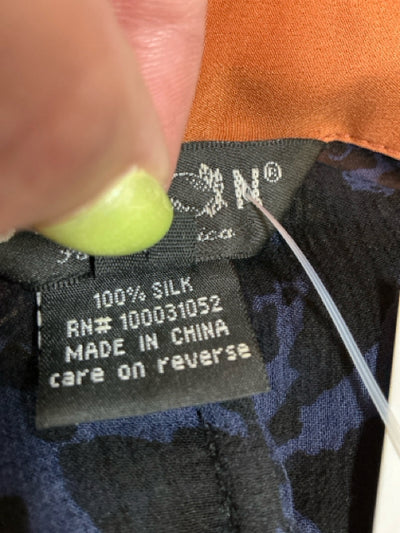 N®
100% SILK
RN# 100031052
MADE IN CHINA
care on reverse